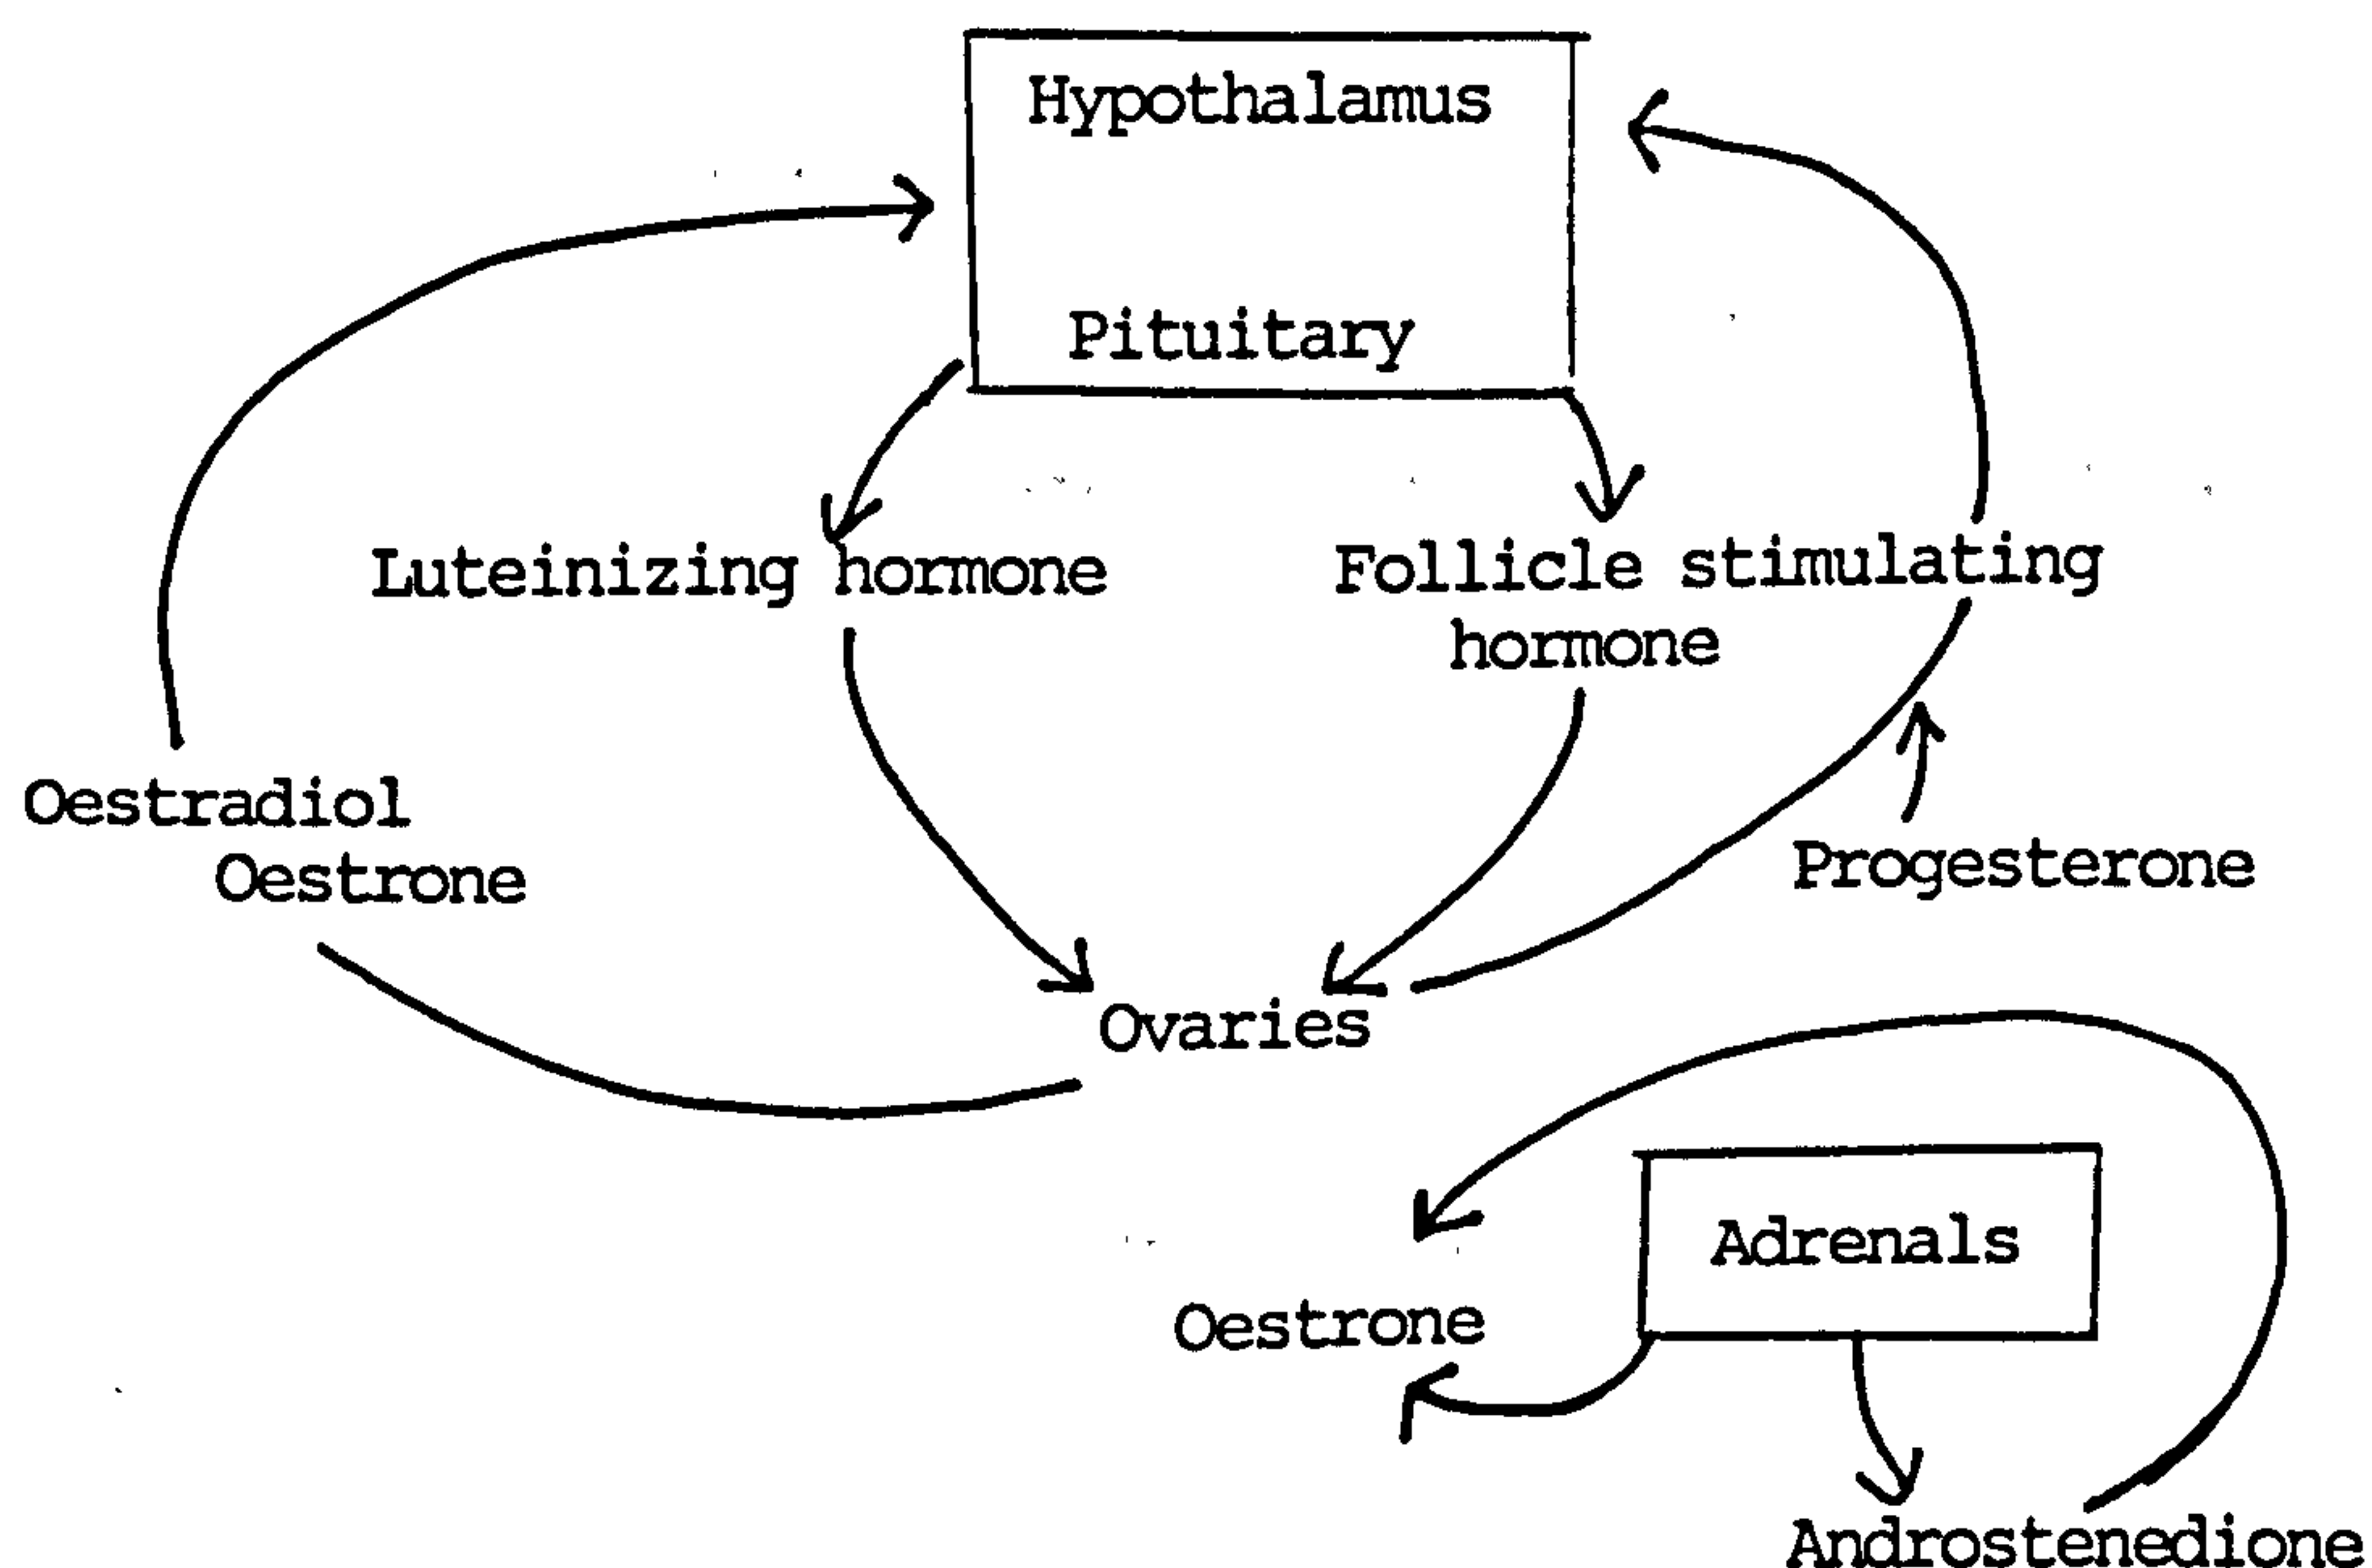 Hypothalamus
Pituitary
Luteinizing hormone
Follicle stimulating
hormone
Oestradiol
Oestrone
Progesterone
Ovaries
Adrenals
Oestrone
Androstenedione